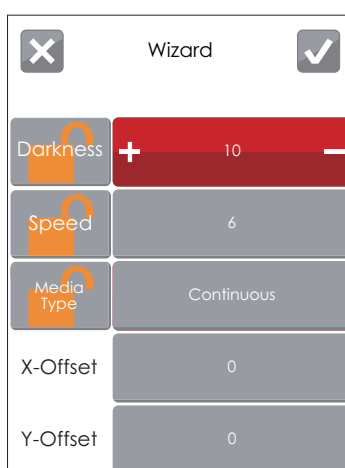 Wizard
Darkness
+ 10 −
Speed
6
Media
Type
Continuous
X-Offset
0
Y-Offset
0